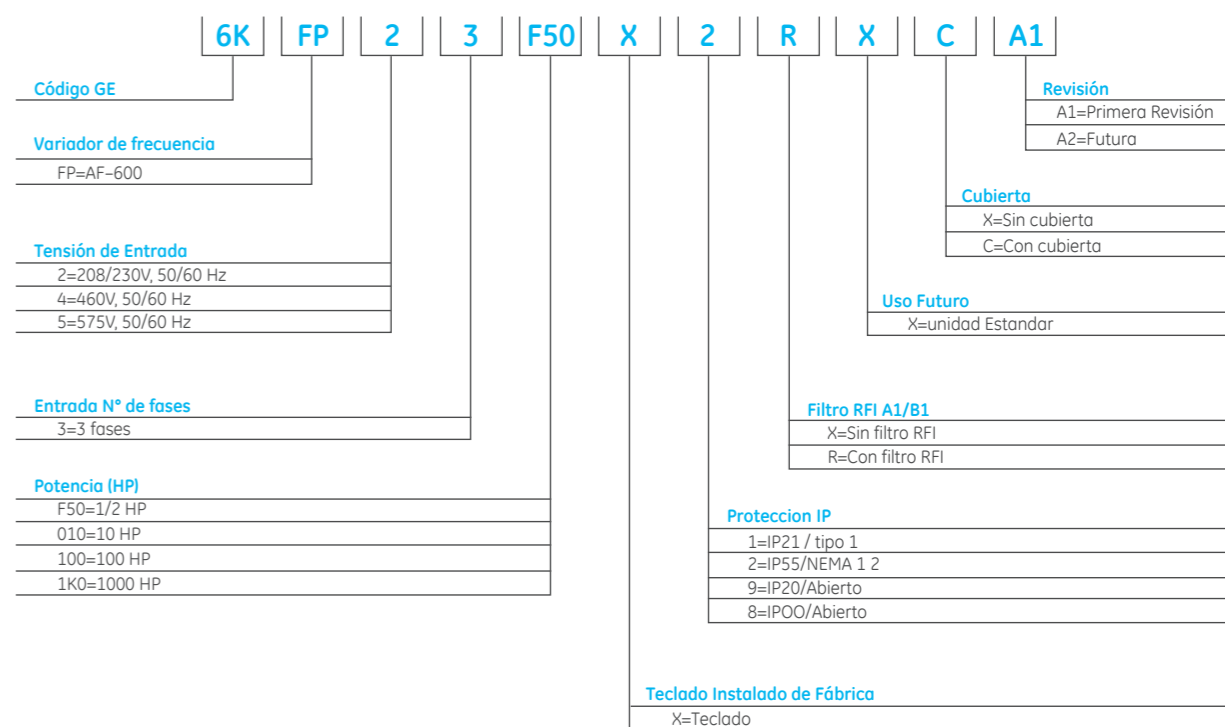 6K FP 2 3 F50 X 2 R X C A1
Código GE
Variador de frecuencia
FP=AF-600
Tensión de Entrada
2=208/230V, 50/60 Hz
4=460V, 50/60 Hz
5=575V, 50/60 Hz
Entrada N° de fases
3=3 fases
Potencia (HP)
F50=1/2 HP
010=10 HP
100=100 HP
1K0=1000 HP
Revisión
A1=Primera Revisión
A2=Futura
Cubierta
X=Sin cubierta
C=Con cubierta
Uso Futuro
X=unidad Estandar
Filtro RFI A1/B1
X=Sin filtro RFI
R=Con filtro RFI
Proteccion IP
1=IP21 / tipo 1
2=IP55/NEMA 1 2
9=IP20/Abierto
8=IPOO/Abierto
Teclado Instalado de Fábrica
X=Teclado